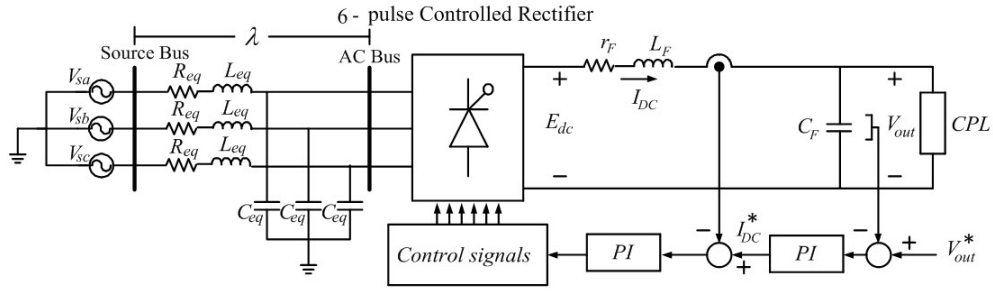 6 - pulse Controlled Rectifier
λ
Source Bus
AC Bus
V_sa
R_eq
L_eq
V_sb
R_eq
L_eq
V_sc
R_eq
L_eq
C_eq
C_eq
C_eq
r_F
L_F
I_DC
+
E_dc
−
C_F
+
V_out
−
CPL
Control signals
PI
−
I*_DC
+
PI
−
+
V*_out